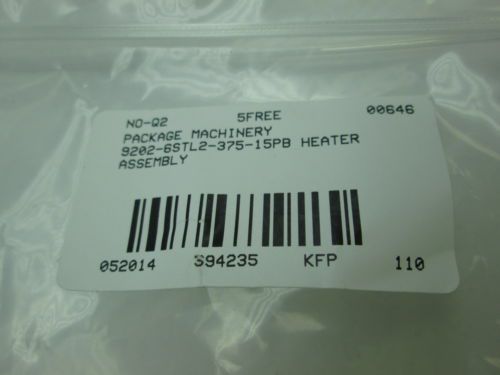 NO-Q2 5FREE 00646
PACKAGE MACHINERY
9202-6STL2-375-15PB HEATER
ASSEMBLY
052014 S94235 KFP 110